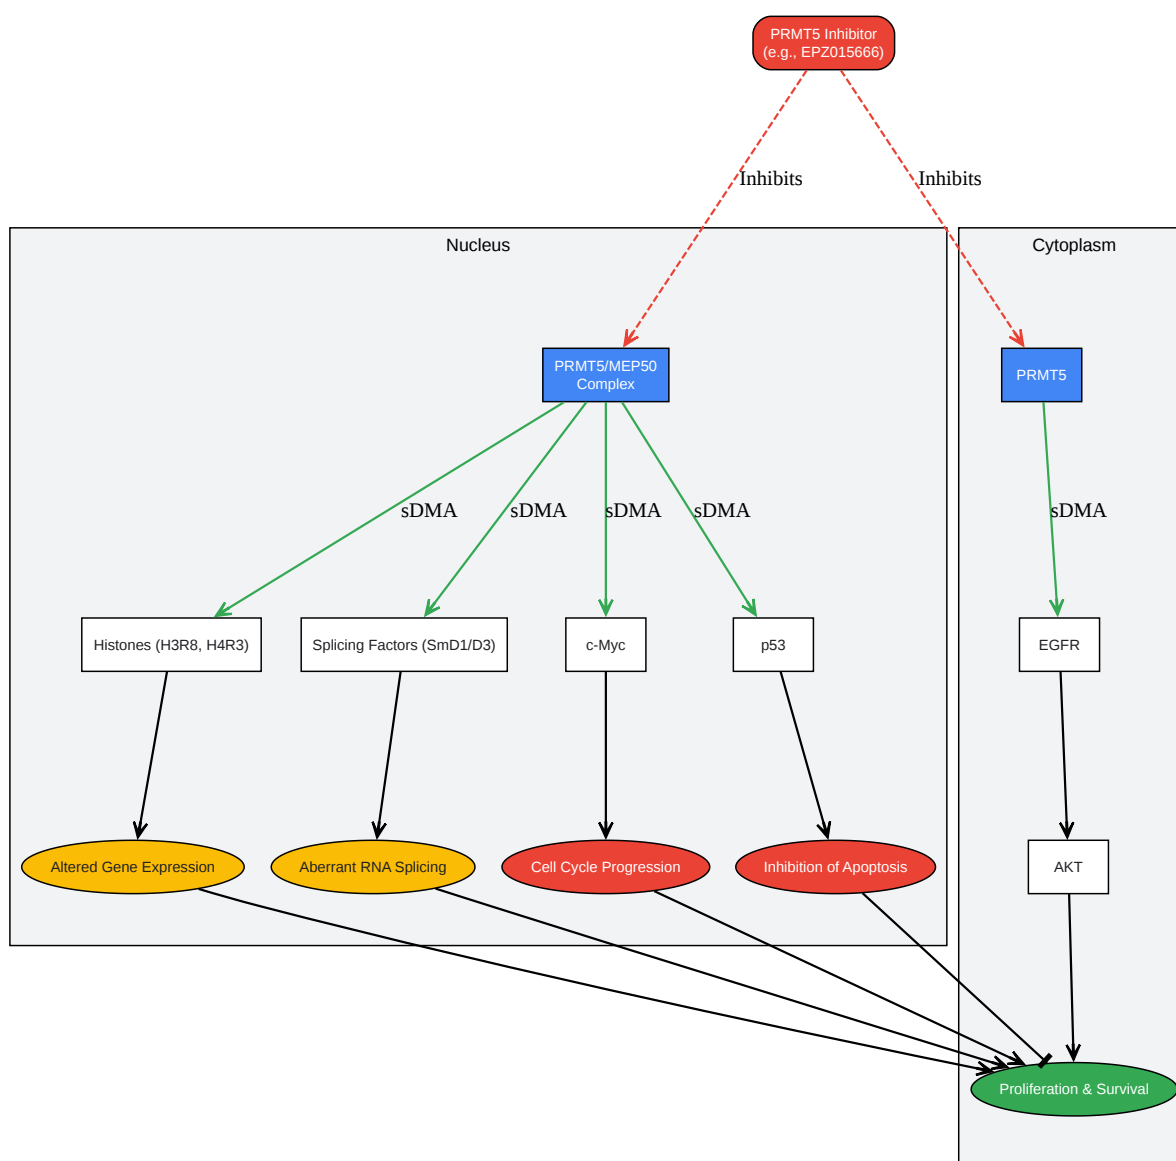 PRMT5 Inhibitor
(e.g., EPZ015666)
Inhibits
Inhibits
Nucleus
Cytoplasm
PRMT5/MEP50
Complex
PRMT5
sDMA
sDMA
sDMA
sDMA
sDMA
Histones (H3R8, H4R3)
Splicing Factors (SmD1/D3)
c-Myc
p53
EGFR
Altered Gene Expression
Aberrant RNA Splicing
Cell Cycle Progression
Inhibition of Apoptosis
AKT
Proliferation & Survival